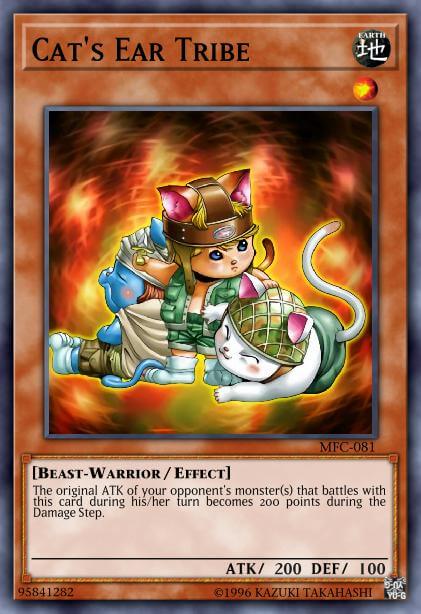 Cat's Ear Tribe
EARTH
地
MFC-081
[Beast-Warrior / Effect]
The original ATK of your opponent's monster(s) that battles with
this card during his/her turn becomes 200 points during the
Damage Step.
ATK/ 200 DEF/ 100
95841282
©1996 KAZUKI TAKAHASHI